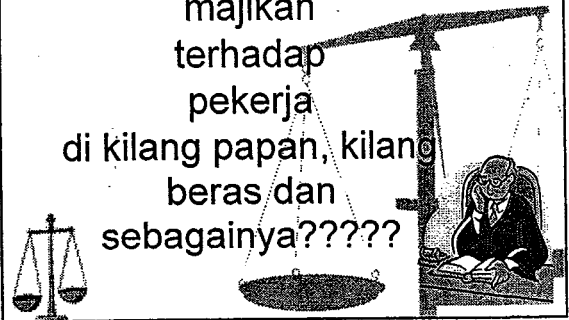 majikan
terhadap
pekerja
di kilang papan, kilang
beras dan
sebagainya?????